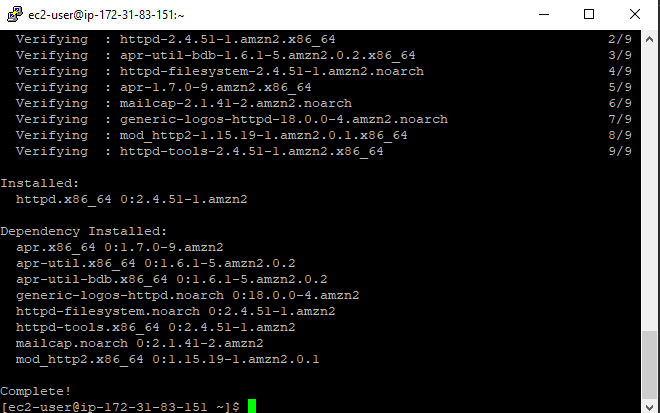 ec2-user@ip-172-31-83-151:~
Verifying  : httpd-2.4.51-1.amzn2.x86_64 2/9
Verifying  : apr-util-bdb-1.6.1-5.amzn2.0.2.x86_64 3/9
Verifying  : httpd-filesystem-2.4.51-1.amzn2.noarch 4/9
Verifying  : apr-1.7.0-9.amzn2.x86_64 5/9
Verifying  : mailcap-2.1.41-2.amzn2.noarch 6/9
Verifying  : generic-logos-httpd-18.0.0-4.amzn2.noarch 7/9
Verifying  : mod_http2-1.15.19-1.amzn2.0.1.x86_64 8/9
Verifying  : httpd-tools-2.4.51-1.amzn2.x86_64 9/9
Installed:
httpd.x86_64 0:2.4.51-1.amzn2
Dependency Installed:
apr.x86_64 0:1.7.0-9.amzn2
apr-util.x86_64 0:1.6.1-5.amzn2.0.2
apr-util-bdb.x86_64 0:1.6.1-5.amzn2.0.2
generic-logos-httpd.noarch 0:18.0.0-4.amzn2
httpd-filesystem.noarch 0:2.4.51-1.amzn2
httpd-tools.x86_64 0:2.4.51-1.amzn2
mailcap.noarch 0:2.1.41-2.amzn2
mod_http2.x86_64 0:1.15.19-1.amzn2.0.1
Complete!
[ec2-user@ip-172-31-83-151 ~]$